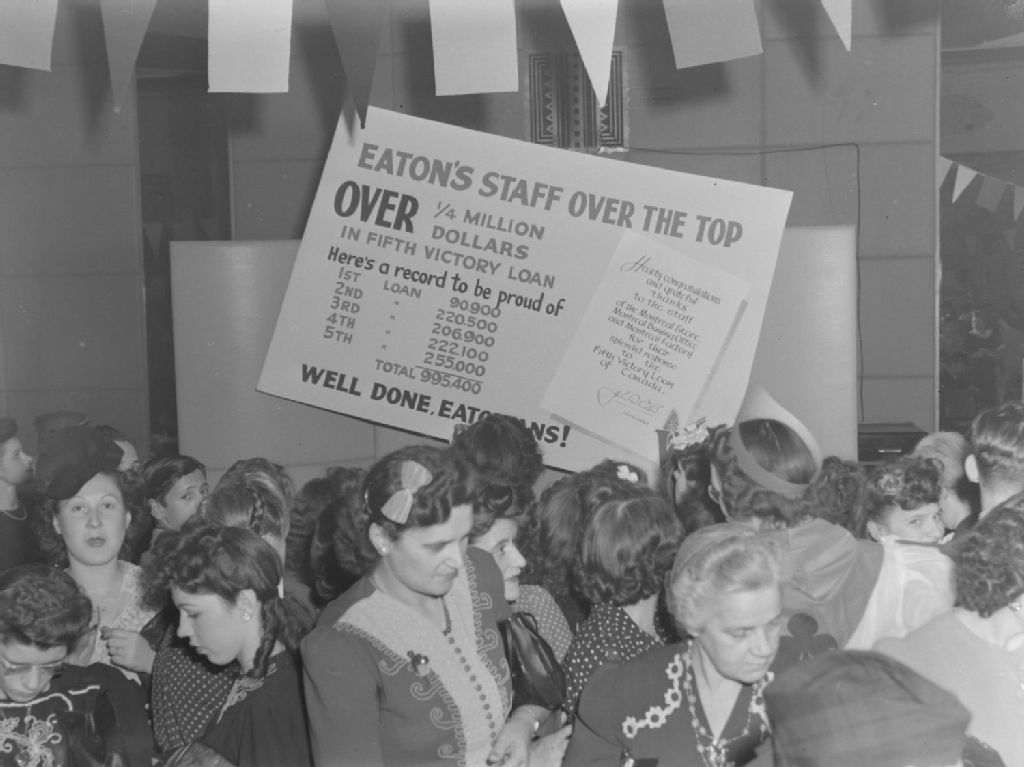 EATON'S STAFF OVER THE TOP
OVER 1/4 MILLION
DOLLARS
IN FIFTH VICTORY LOAN
Here's a record to be proud of
1ST LOAN 90.900
2ND " 220.500
3RD " 206.900
4TH " 222.100
5TH " 255.000
TOTAL 995.400
WELL DONE, EATONIANS!
Hearty congratulations
and grateful
thanks
to the staff
of the Montreal Store,
Montreal Buying Office
and Montreal Factory
for their
splendid response
to the
Fifth Victory Loan
of Canada.
PRESIDENT